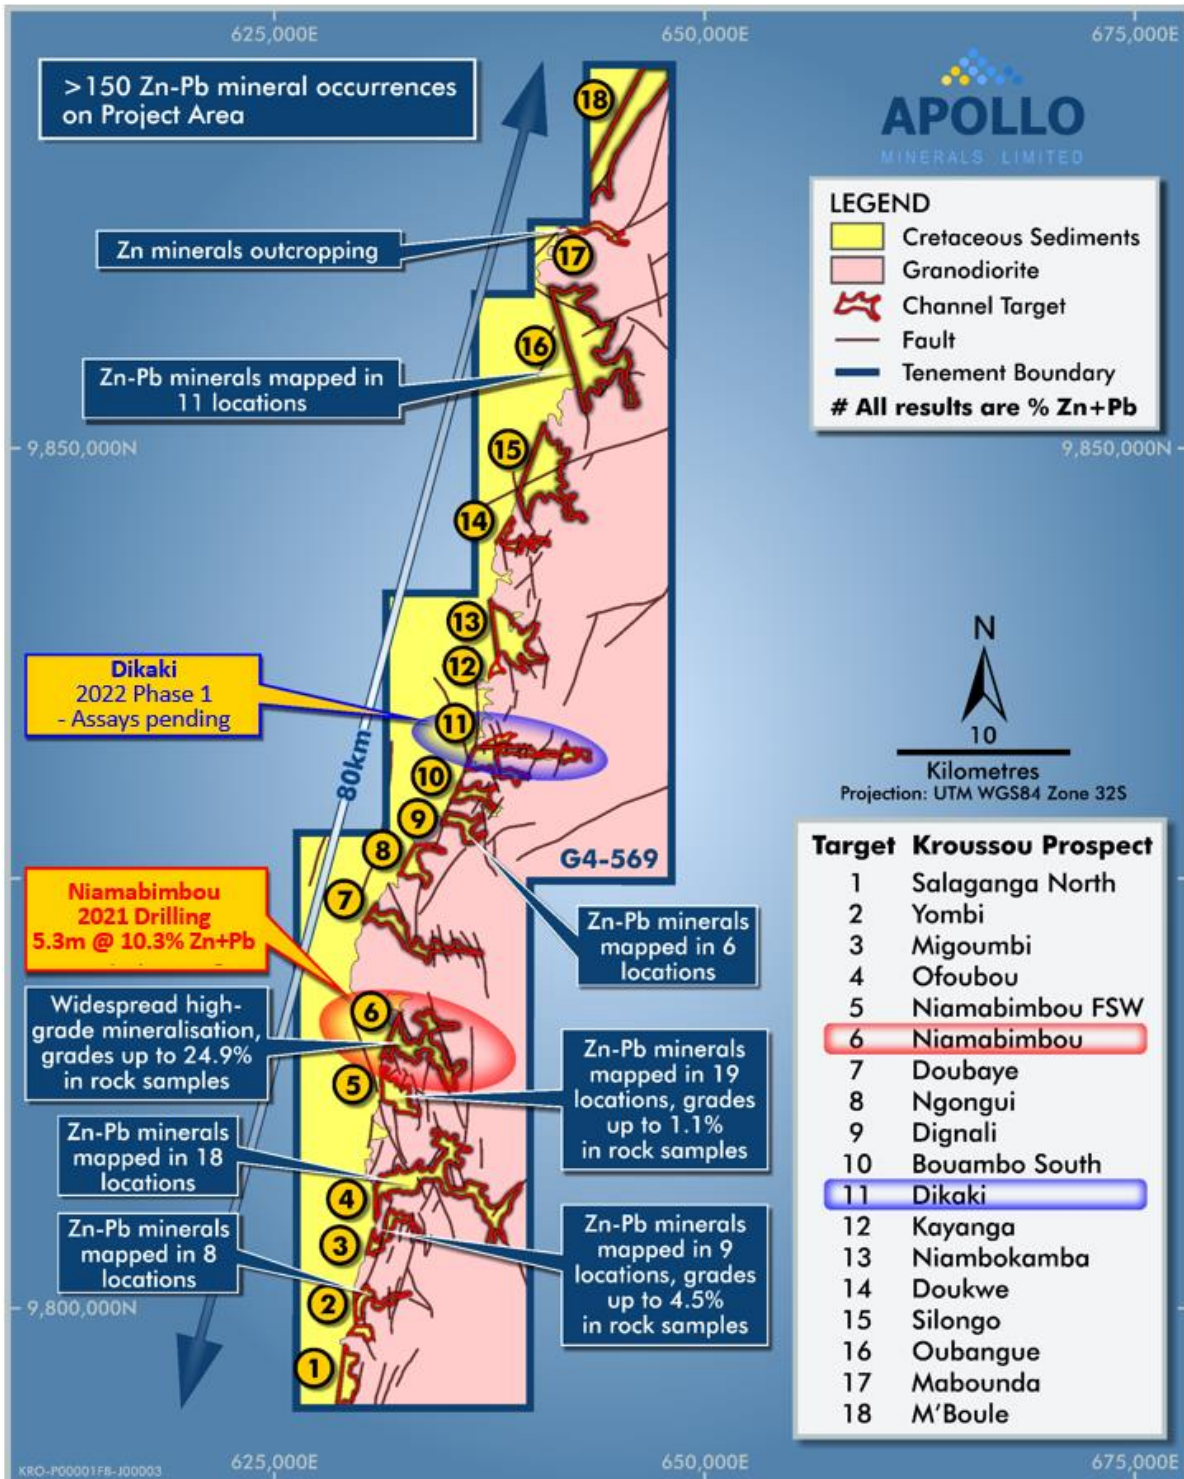 625,000E
650,000E
675,000E
>150 Zn-Pb mineral occurrences
on Project Area
APOLLO
MINERALS LIMITED
LEGEND
Cretaceous Sediments
Granodiorite
Channel Target
Fault
Tenement Boundary
# All results are % Zn+Pb
18
Zn minerals outcropping
17
16
Zn-Pb minerals mapped in
11 locations
9,850,000N
9,850,000N
15
14
13
12
Dikaki
2022 Phase 1
- Assays pending
11
80km
10
9
8
G4-569
N
10
Kilometres
Projection: UTM WGS84 Zone 32S
Niamabimbou
2021 Drilling
5.3m @ 10.3% Zn+Pb
7
Zn-Pb minerals
mapped in 6
locations
Widespread high-
grade mineralisation,
grades up to 24.9%
in rock samples
6
5
Zn-Pb minerals
mapped in 19
locations, grades
up to 1.1%
in rock samples
Zn-Pb minerals
mapped in 18
locations
4
Zn-Pb minerals
mapped in 8
locations
3
Zn-Pb minerals
mapped in 9
locations, grades
up to 4.5%
in rock samples
9,800,000N
2
1
Target Kroussou Prospect
1 Salaganga North
2 Yombi
3 Migoumbi
4 Ofoubou
5 Niamabimbou FSW
6 Niamabimbou
7 Doubaye
8 Ngongui
9 Dignali
10 Bouambo South
11 Dikaki
12 Kayanga
13 Niambokamba
14 Doukwe
15 Silongo
16 Oubangue
17 Mabounda
18 M'Boule
KRO-P00001FB-J00003
625,000E
650,000E
675,000E